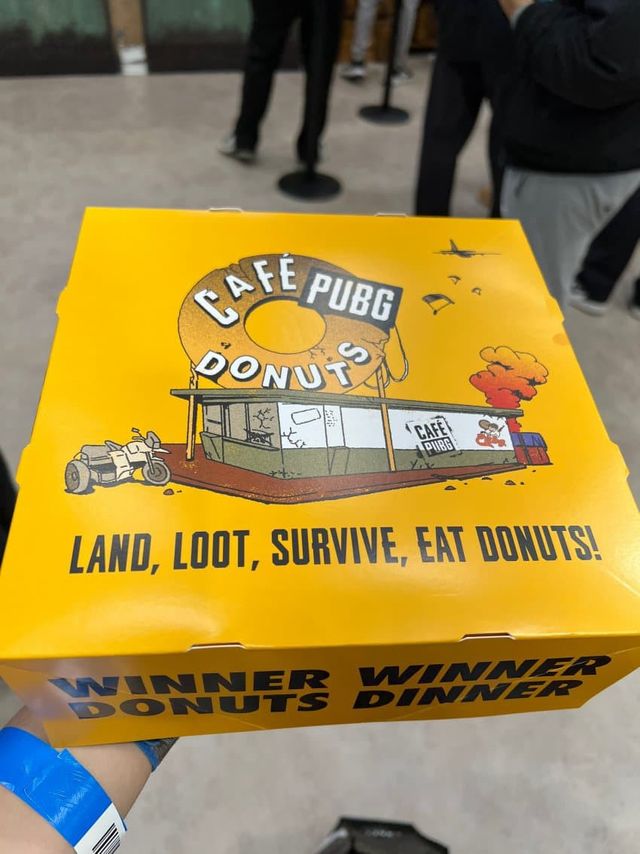 CAFÉ PUBG
DONUTS
CAFÉ
PUBG
LAND, LOOT, SURVIVE, EAT DONUTS!
WINNER WINNER
DONUTS DINNER